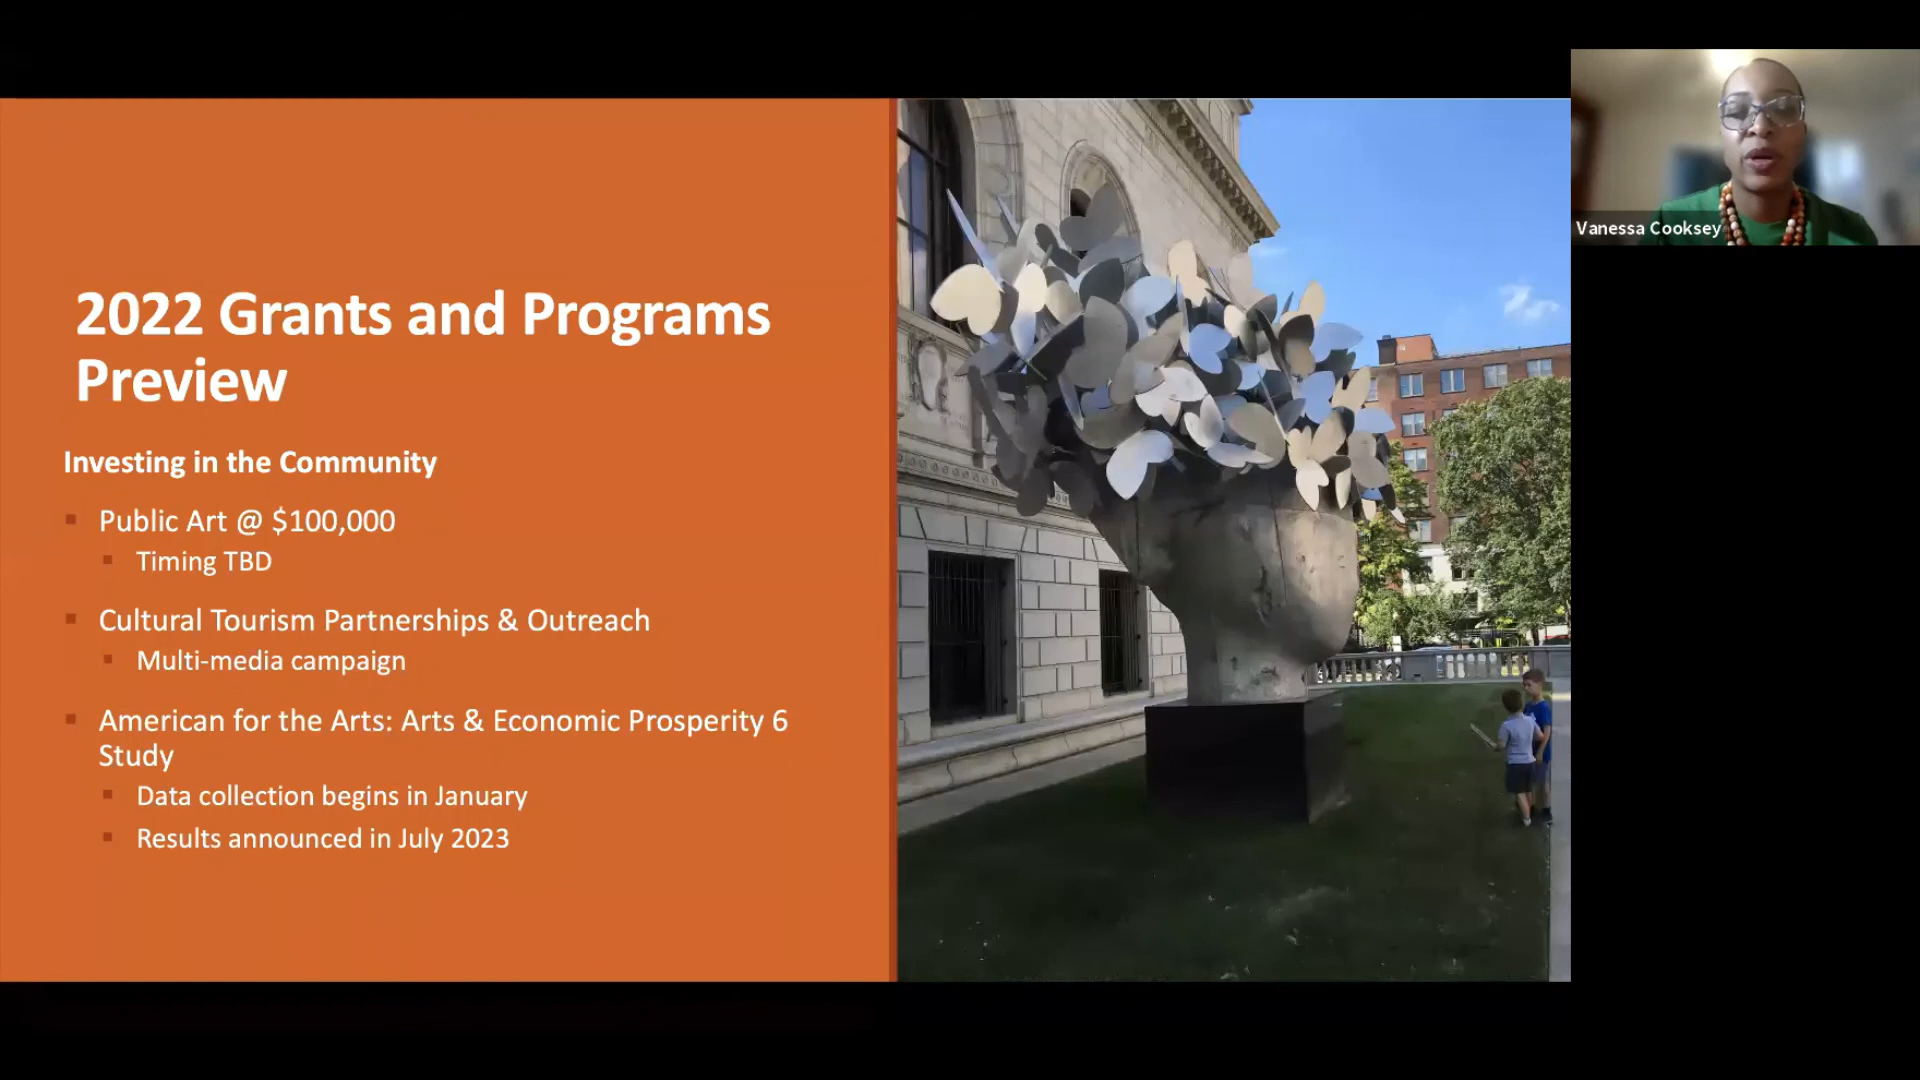 2022 Grants and Programs
Preview
Investing in the Community
Public Art @ $100,000
Timing TBD
Cultural Tourism Partnerships & Outreach
Multi-media campaign
American for the Arts: Arts & Economic Prosperity 6
Study
Data collection begins in January
Results announced in July 2023
Vanessa Cooksey